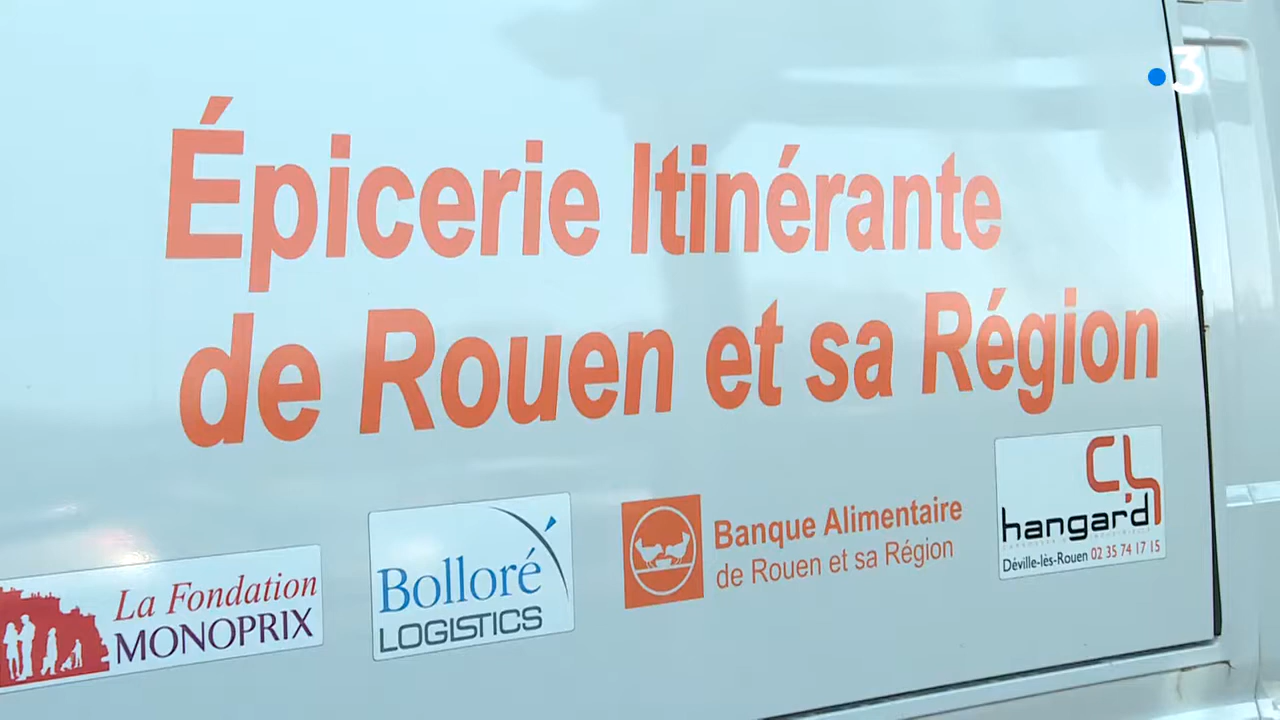 3
Épicerie Itinérante
de Rouen et sa Région
La Fondation
MONOPRIX
Bolloré
LOGISTICS
Banque Alimentaire
de Rouen et sa Région
CH
hangard
Déville-lès-Rouen 02 35 74 17 15